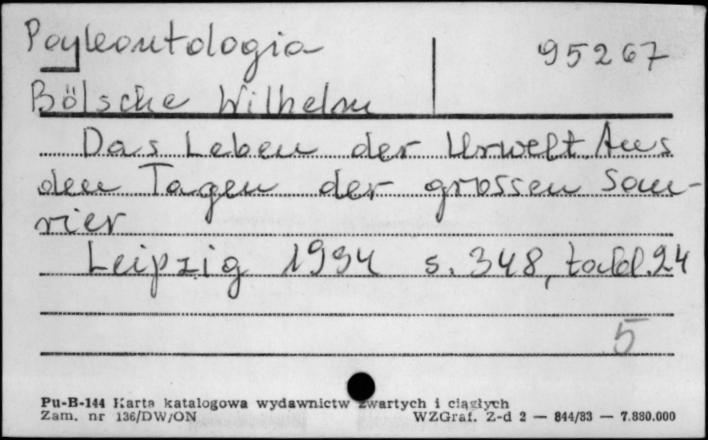 Payleontologia 95267
Bölsche Wilhelm
Das Leben der Urwelt. Aus
den Tagen der grossen Sau-
rier
Leipzig 1934 s. 348, tabl. 24
5
Pu-B-144 Karta katalogowa wydawnictw zwartych i ciągłych
Zam. nr 136/DW/ON WZGraf. Z-d 2 — 844/83 — 7.880.000